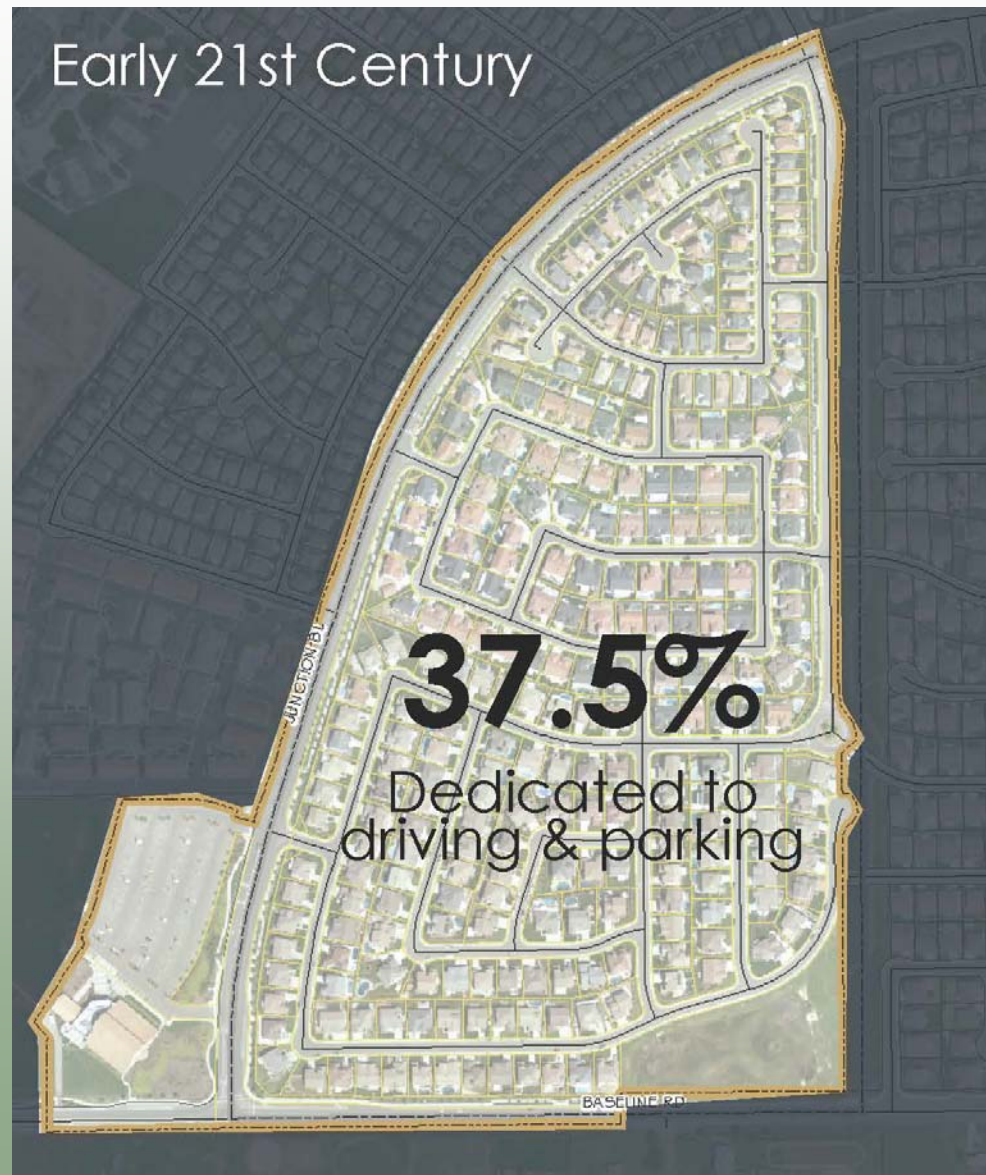 Early 21st Century
JUNCTION BL
37.5%
Dedicated to
driving & parking
BASELINE RD